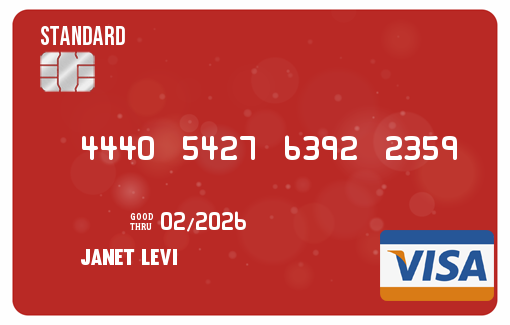 STANDARD
4440 5427 6392 2359
GOOD THRU 02/2026
JANET LEVI
VISA